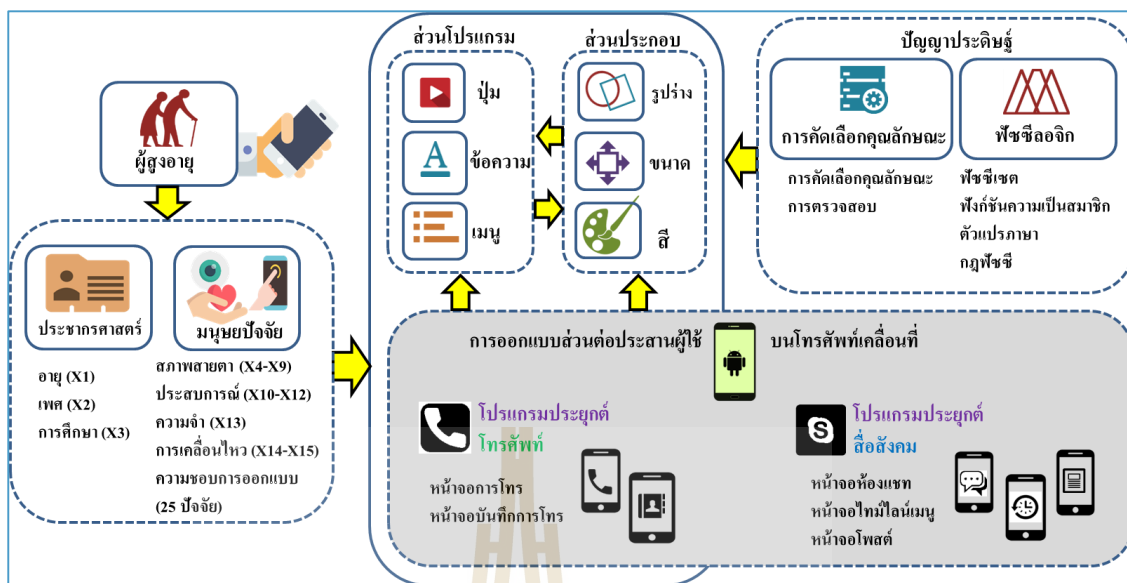 ผู้สูงอายุ
ประชากรศาสตร์
อายุ (X1)
เพศ (X2)
การศึกษา (X3)
มนุษยปัจจัย
สภาพสายตา (X4-X9)
ประสบการณ์ (X10-X12)
ความจำ (X13)
การเคลื่อนไหว (X14-X15)
ความชอบการออกแบบ
(25 ปัจจัย)
ส่วนโปรแกรม
ปุ่ม
A
ข้อความ
เมนู
ส่วนประกอบ
รูปร่าง
ขนาด
สี
ปัญญาประดิษฐ์
การคัดเลือกคุณลักษณะ
การคัดเลือกคุณลักษณะ
การตรวจสอบ
ฟัซซีลอจิก
ฟัซซีเซต
ฟังก์ชันความเป็นสมาชิก
ตัวแปรภาษา
กฎฟัซซี
การออกแบบส่วนต่อประสานผู้ใช้ บนโทรศัพท์เคลื่อนที่
โปรแกรมประยุกต์
โทรศัพท์
หน้าจอการโทร
หน้าจอบันทึกการโทร
S
โปรแกรมประยุกต์
สื่อสังคม
หน้าจอห้องแชท
หน้าจอไทม์ไลน์เมนู
หน้าจอโพสต์